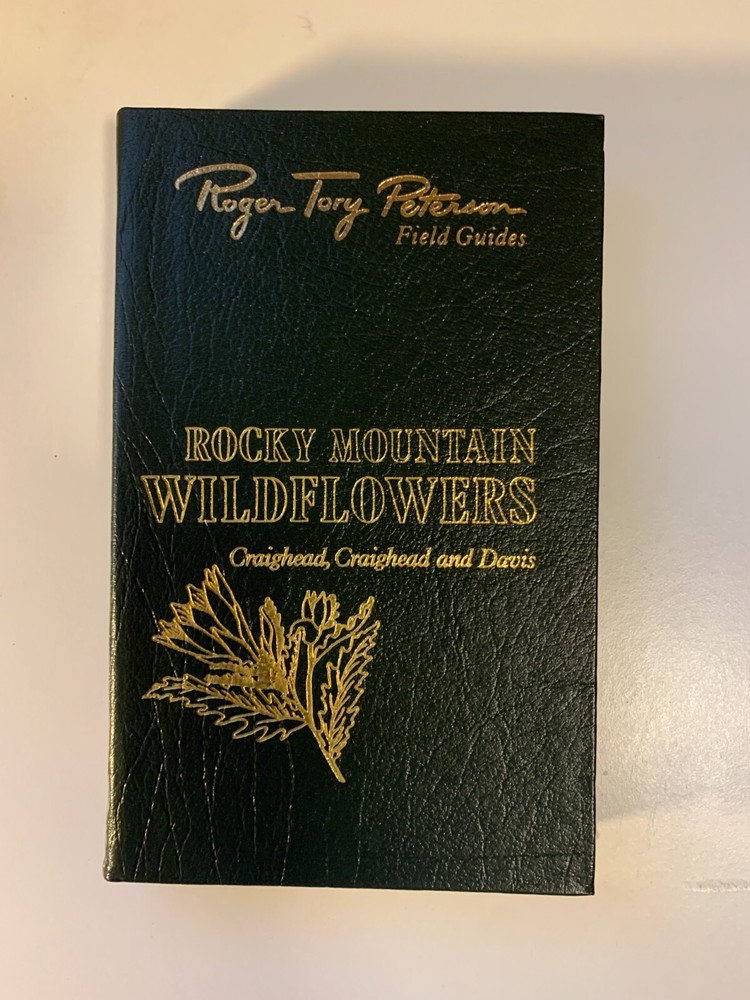 Roger Tory Peterson
Field Guides
ROCKY MOUNTAIN
WILDFLOWERS
Craighead, Craighead and Davis